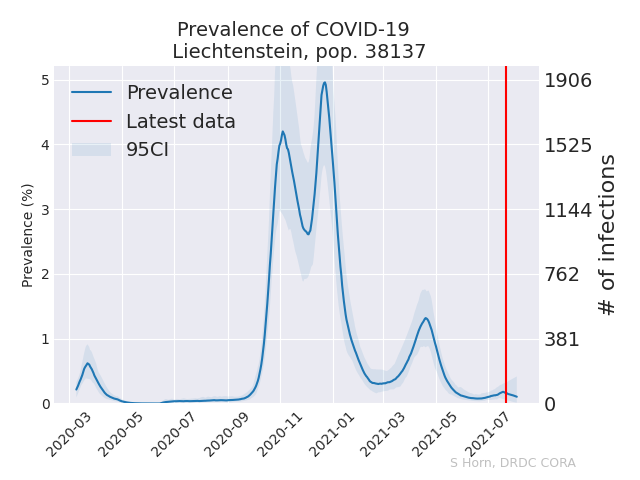 Prevalence of COVID-19
Liechtenstein, pop. 38137
Prevalence
Latest data
95CI
Prevalence (%)
5
4
3
2
1
0
1906
1525
1144
762
381
0
# of infections
2020-03
2020-05
2020-07
2020-09
2020-11
2021-01
2021-03
2021-05
2021-07
S Horn, DRDC CORA